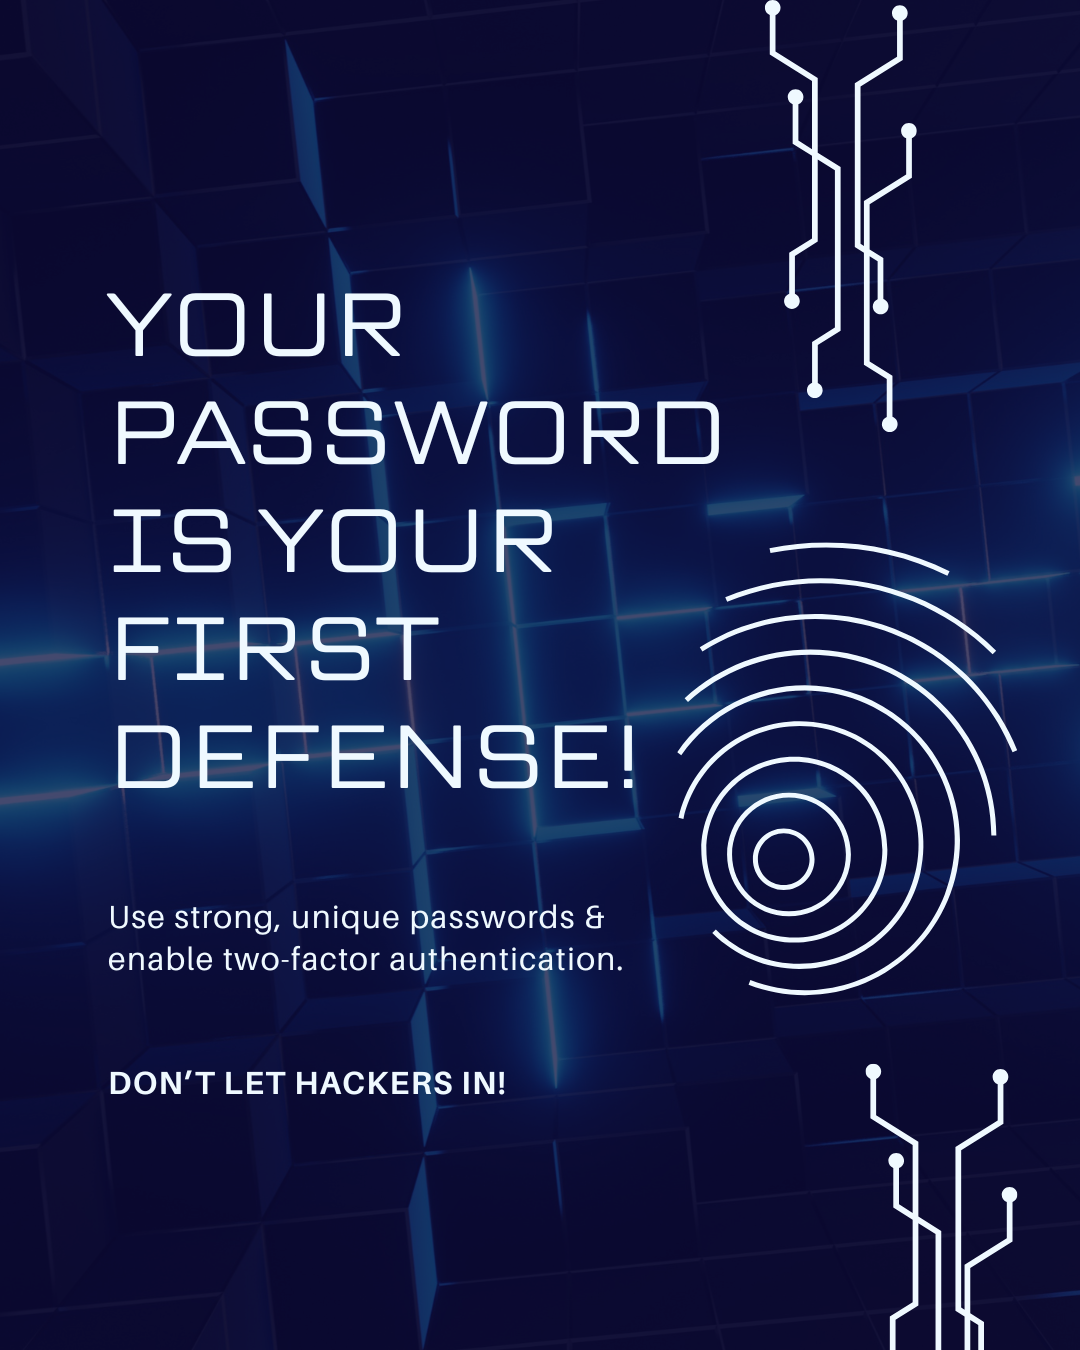 YOUR
PASSWORD
IS YOUR
FIRST
DEFENSE!
Use strong, unique passwords &
enable two-factor authentication.
DON’T LET HACKERS IN!